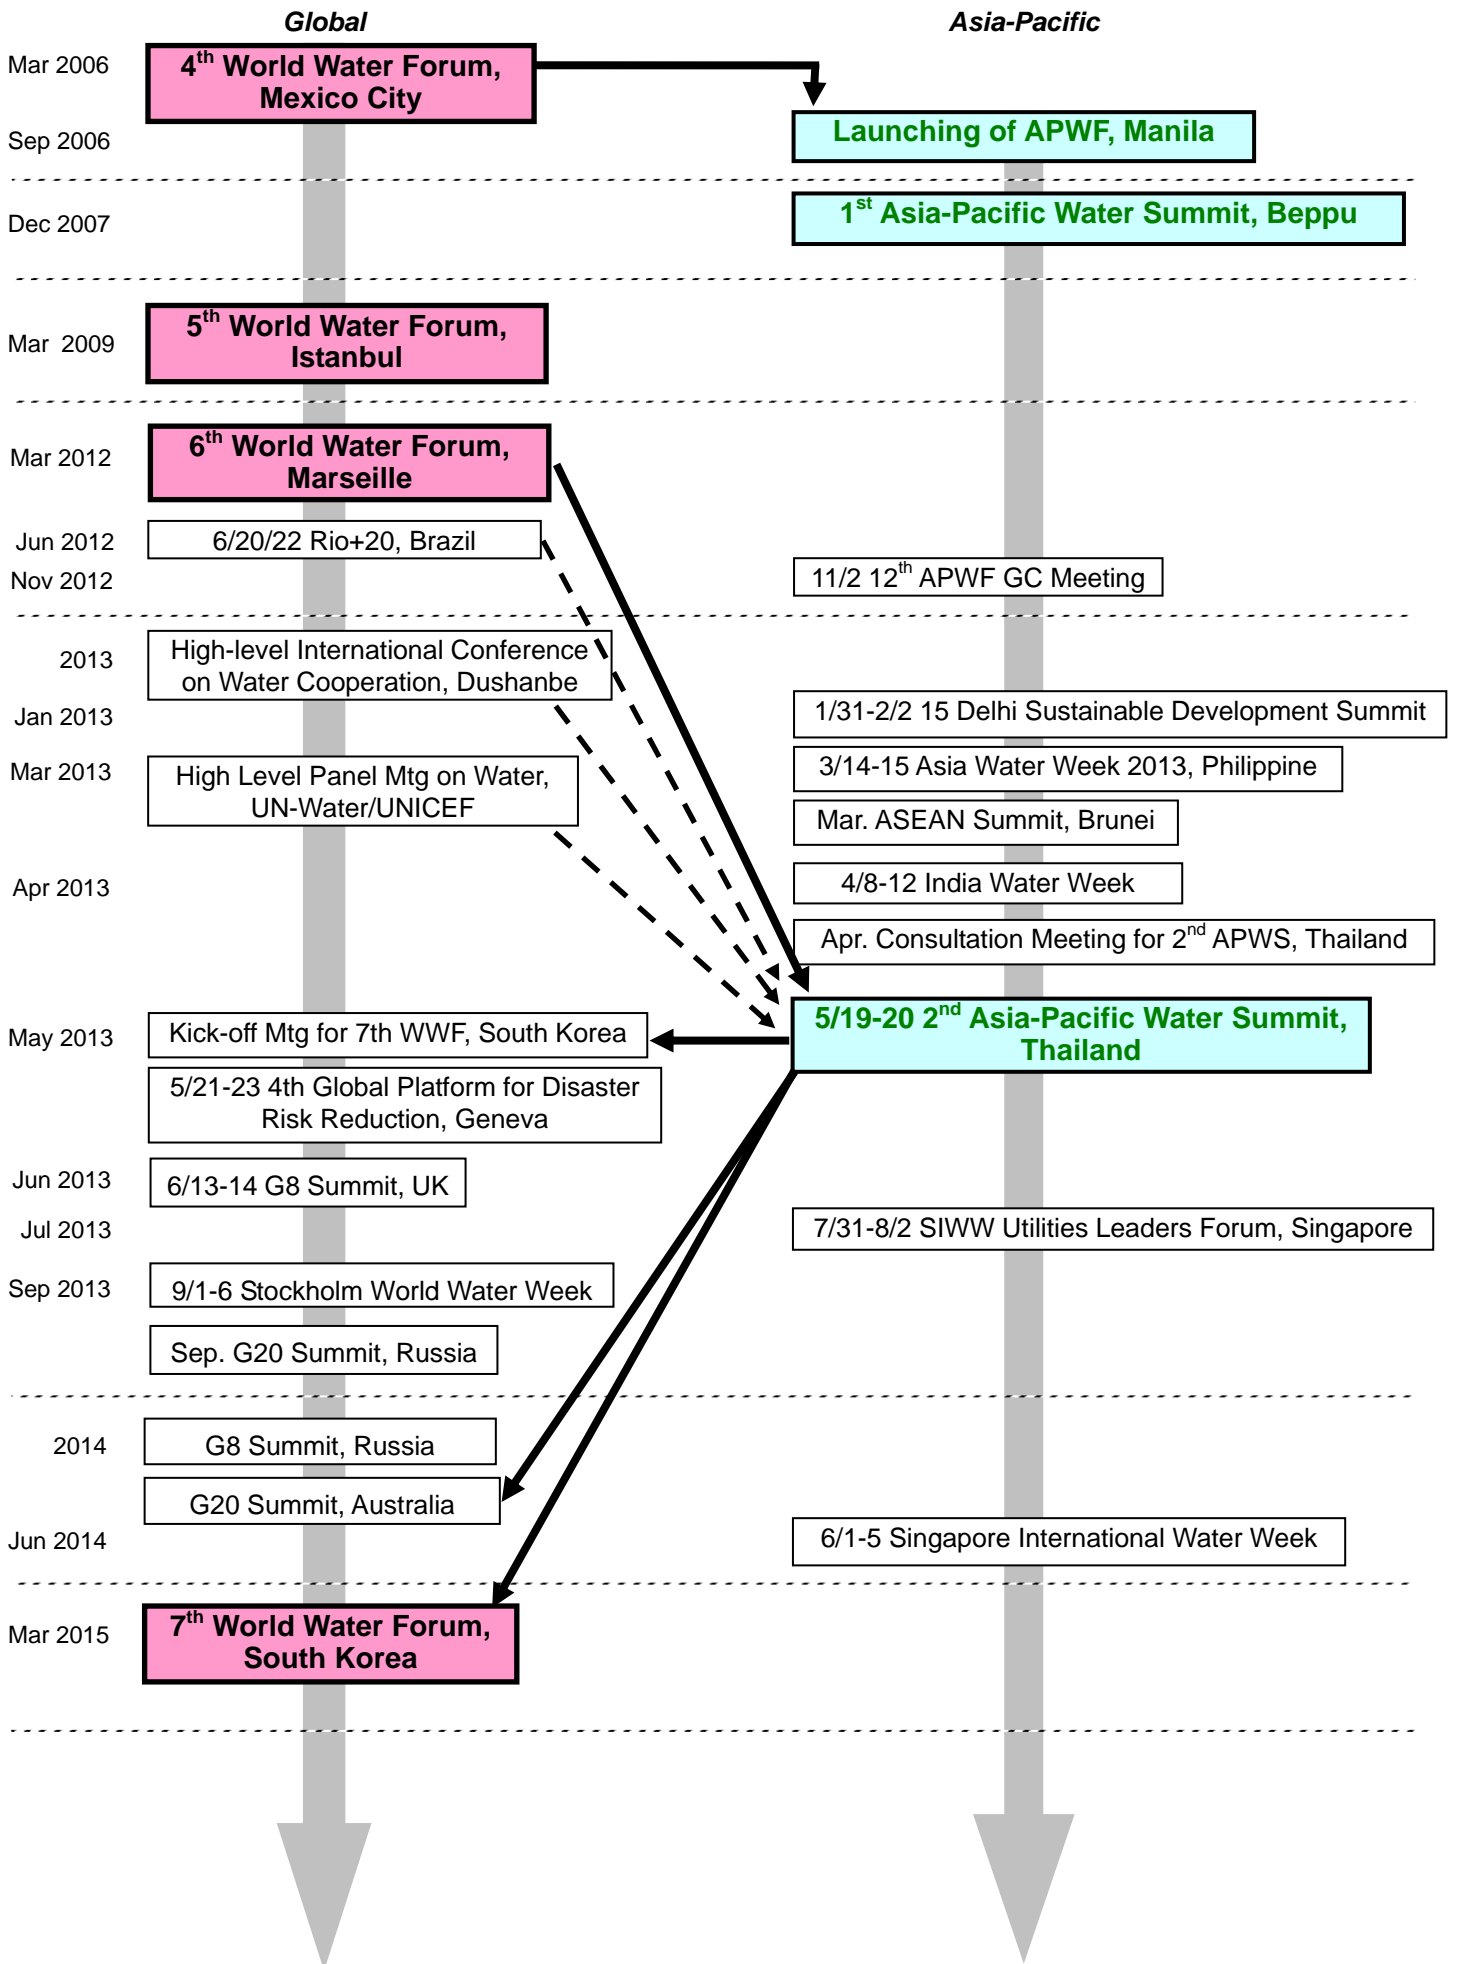 Global
Asia-Pacific
Mar 2006
4th World Water Forum,
Mexico City
Sep 2006
Launching of APWF, Manila
Dec 2007
1st Asia-Pacific Water Summit, Beppu
Mar  2009
5th World Water Forum,
Istanbul
Mar 2012
6th World Water Forum,
Marseille
Jun 2012
6/20/22 Rio+20, Brazil
Nov 2012
11/2 12th APWF GC Meeting
2013
High-level International Conference
on Water Cooperation, Dushanbe
Jan 2013
1/31-2/2 15 Delhi Sustainable Development Summit
Mar 2013
High Level Panel Mtg on Water,
UN-Water/UNICEF
3/14-15 Asia Water Week 2013, Philippine
Mar. ASEAN Summit, Brunei
Apr 2013
4/8-12 India Water Week
Apr. Consultation Meeting for 2nd APWS, Thailand
May 2013
5/19-20 2nd Asia-Pacific Water Summit,
Thailand
Kick-off Mtg for 7th WWF, South Korea
5/21-23 4th Global Platform for Disaster
Risk Reduction, Geneva
Jun 2013
6/13-14 G8 Summit, UK
Jul 2013
7/31-8/2 SIWW Utilities Leaders Forum, Singapore
Sep 2013
9/1-6 Stockholm World Water Week
Sep. G20 Summit, Russia
2014
G8 Summit, Russia
G20 Summit, Australia
Jun 2014
6/1-5 Singapore International Water Week
Mar 2015
7th World Water Forum,
South Korea